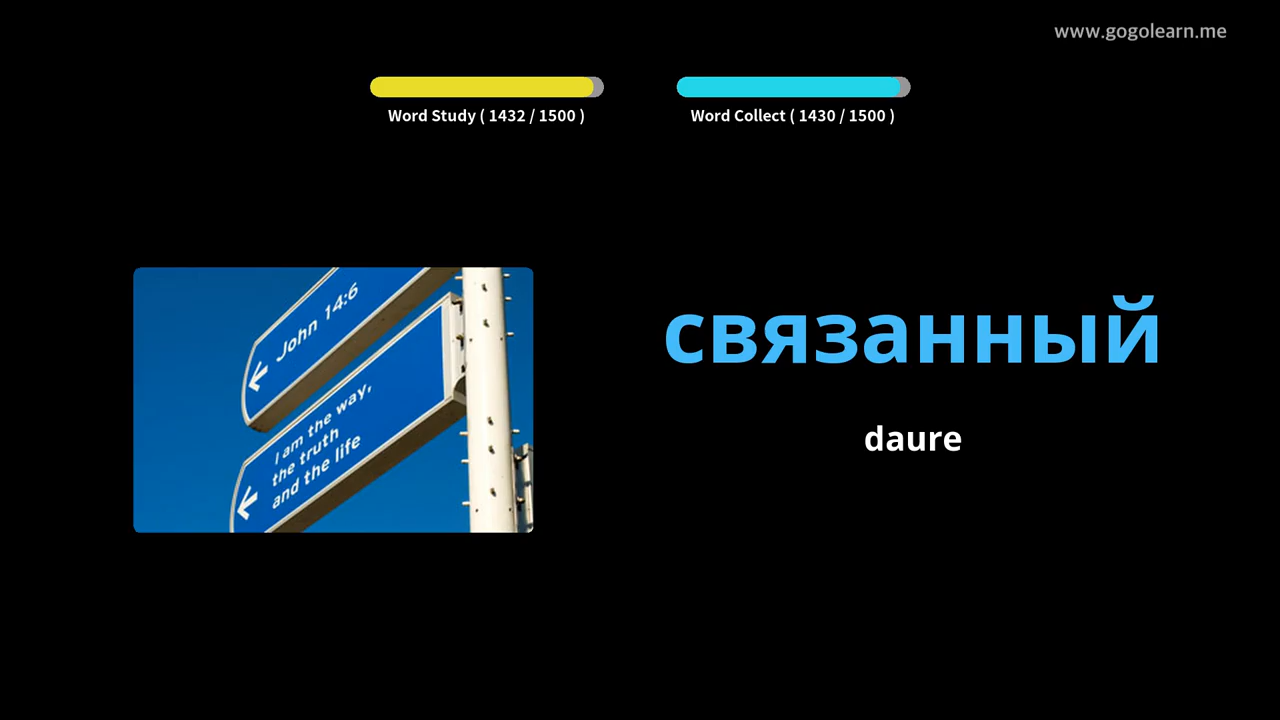 www.gogolearn.me
Word Study ( 1432 / 1500 )
Word Collect ( 1430 / 1500 )
John 14:6
I am the way,
the truth
and the life
связанный
daure